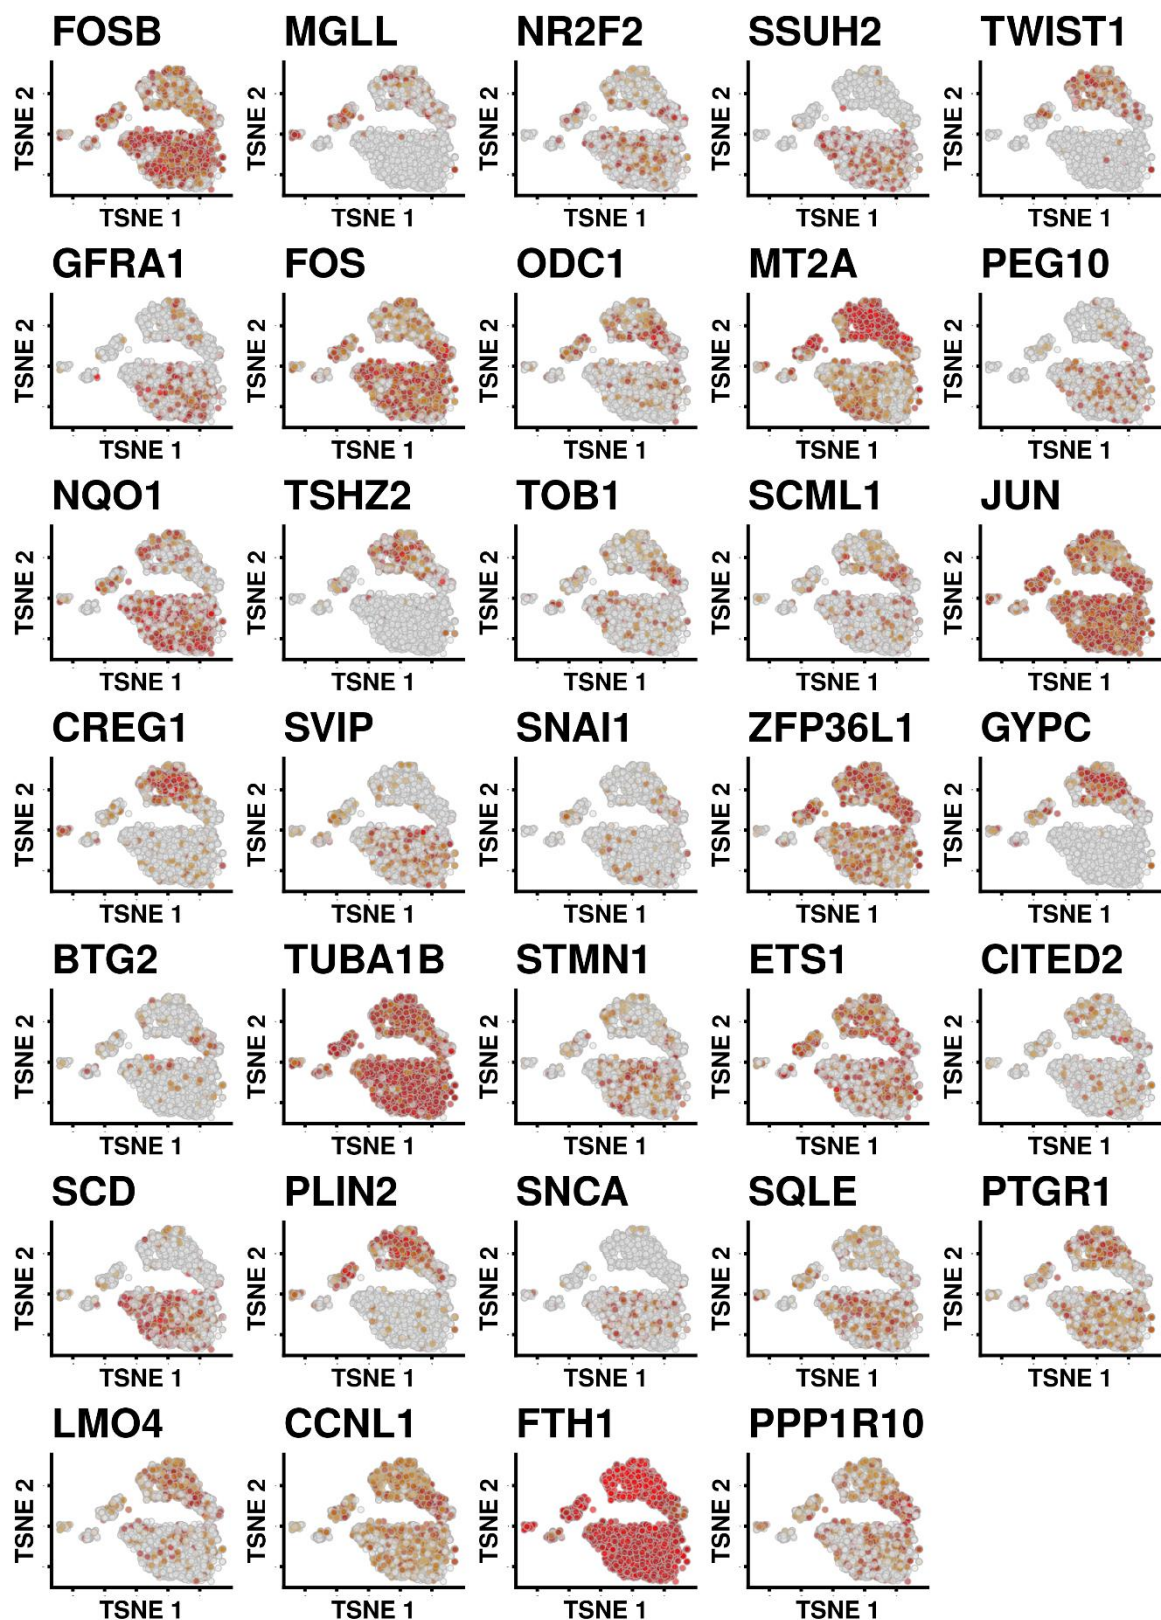 FOSB MGLL NR2F2 SSUH2 TWIST1
TSNE 2 TSNE 2 TSNE 2 TSNE 2 TSNE 2
TSNE 1 TSNE 1 TSNE 1 TSNE 1 TSNE 1
GFRA1 FOS ODC1 MT2A PEG10
TSNE 2 TSNE 2 TSNE 2 TSNE 2 TSNE 2
TSNE 1 TSNE 1 TSNE 1 TSNE 1 TSNE 1
NQO1 TSHZ2 TOB1 SCML1 JUN
TSNE 2 TSNE 2 TSNE 2 TSNE 2 TSNE 2
TSNE 1 TSNE 1 TSNE 1 TSNE 1 TSNE 1
CREG1 SVIP SNAI1 ZFP36L1 GYPC
TSNE 2 TSNE 2 TSNE 2 TSNE 2 TSNE 2
TSNE 1 TSNE 1 TSNE 1 TSNE 1 TSNE 1
BTG2 TUBA1B STMN1 ETS1 CITED2
TSNE 2 TSNE 2 TSNE 2 TSNE 2 TSNE 2
TSNE 1 TSNE 1 TSNE 1 TSNE 1 TSNE 1
SCD PLIN2 SNCA SQLE PTGR1
TSNE 2 TSNE 2 TSNE 2 TSNE 2 TSNE 2
TSNE 1 TSNE 1 TSNE 1 TSNE 1 TSNE 1
LMO4 CCNL1 FTH1 PPP1R10
TSNE 2 TSNE 2 TSNE 2 TSNE 2
TSNE 1 TSNE 1 TSNE 1 TSNE 1